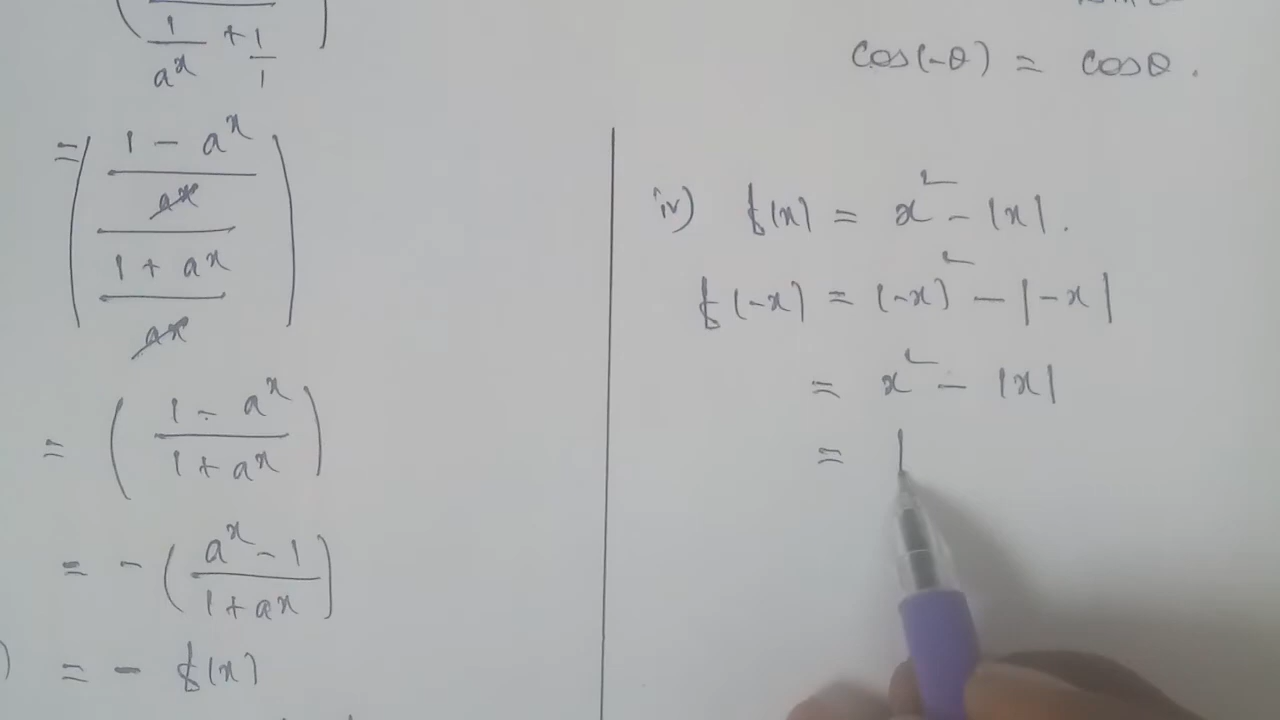 1/a^x + 1/1
= ((1 - a^x)/a^x / (1 + a^x)/a^x)
= ((1 - a^x)/(1 + a^x))
= - ((a^x - 1)/(1 + a^x))
= - f(x)
cos(-θ) = cosθ.
iv) f(x) = x² - |x|.
f(-x) = (-x)² - |-x|
= x² - |x|
=